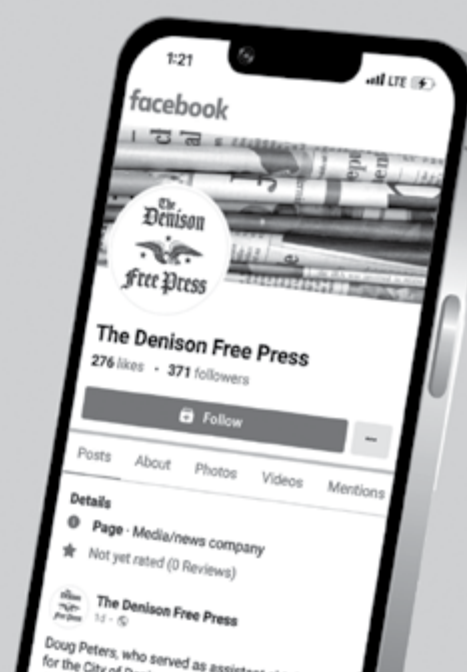 1:21
LTE
facebook
The
Denison
Free Press
The Denison Free Press
276 likes • 371 followers
Follow
Posts About Photos Videos Mentions
Details
Page · Media/news company
Not yet rated (0 Reviews)
The Denison Free Press
1d
Doug Peters, who served as assistant
for the City of